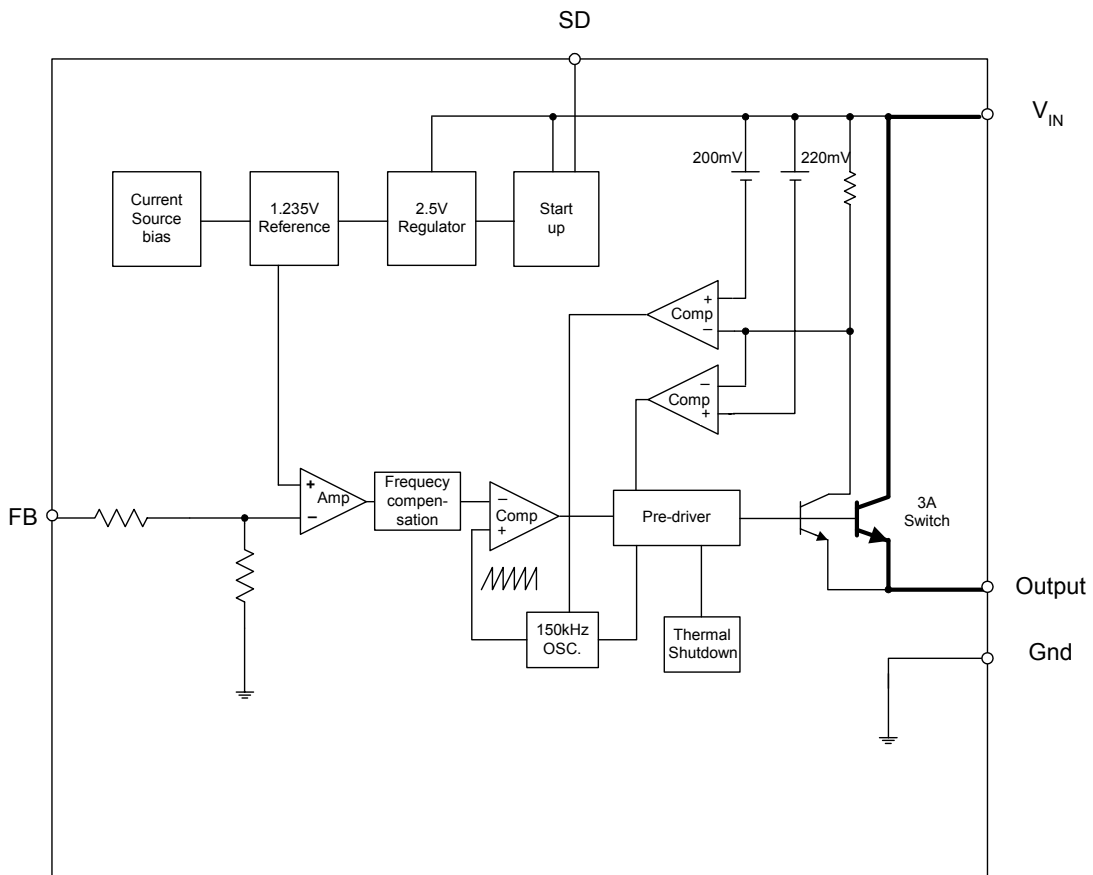 SD
V_IN
200mV
220mV
Current
Source
bias
1.235V
Reference
2.5V
Regulator
Start
up
+
Comp
−
−
Comp
+
FB
+
Amp
−
Frequecy
compen-
sation
−
Comp
+
Pre-driver
3A
Switch
150kHz
OSC.
Thermal
Shutdown
Output
Gnd